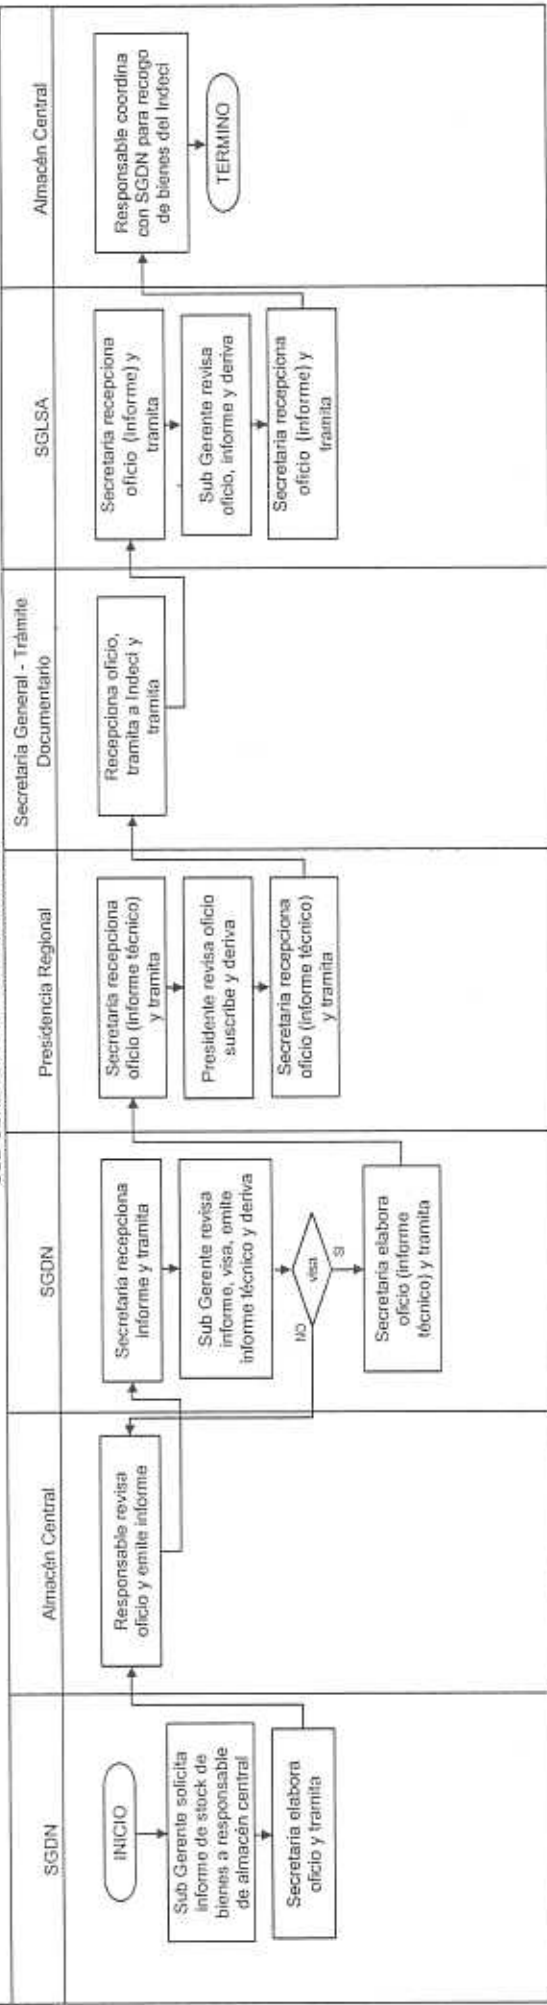 SGDN
INICIO
Sub Gerente solicita
informe de stock de
bienes a responsable
de almacén central
Secretaria elabora
oficio y tramita
Almacén Central
Responsable revisa
oficio y emite informe
SGDN
Secretaria recepciona
informe y tramita
Sub Gerente revisa
informe, visa, emite
informe técnico y deriva
visa
NO
SI
Secretaria elabora
oficio (informe
técnico) y tramita
Presidencia Regional
Secretaria recepciona
oficio (informe técnico)
y tramita
Presidente revisa oficio
suscribe y deriva
Secretaria recepciona
oficio (informe técnico)
y tramita
Secretaria General - Trámite
Documentario
Recepciona oficio,
tramita a Indeci y
tramita
SGLSA
Secretaria recepciona
oficio (informe) y
tramita
Sub Gerente revisa
oficio, informe y deriva
Secretaria recepciona
oficio (informe) y
tramita
Almacén Central
Responsable coordina
con SGDN para recogo
de bienes del Indeci
TERMINO